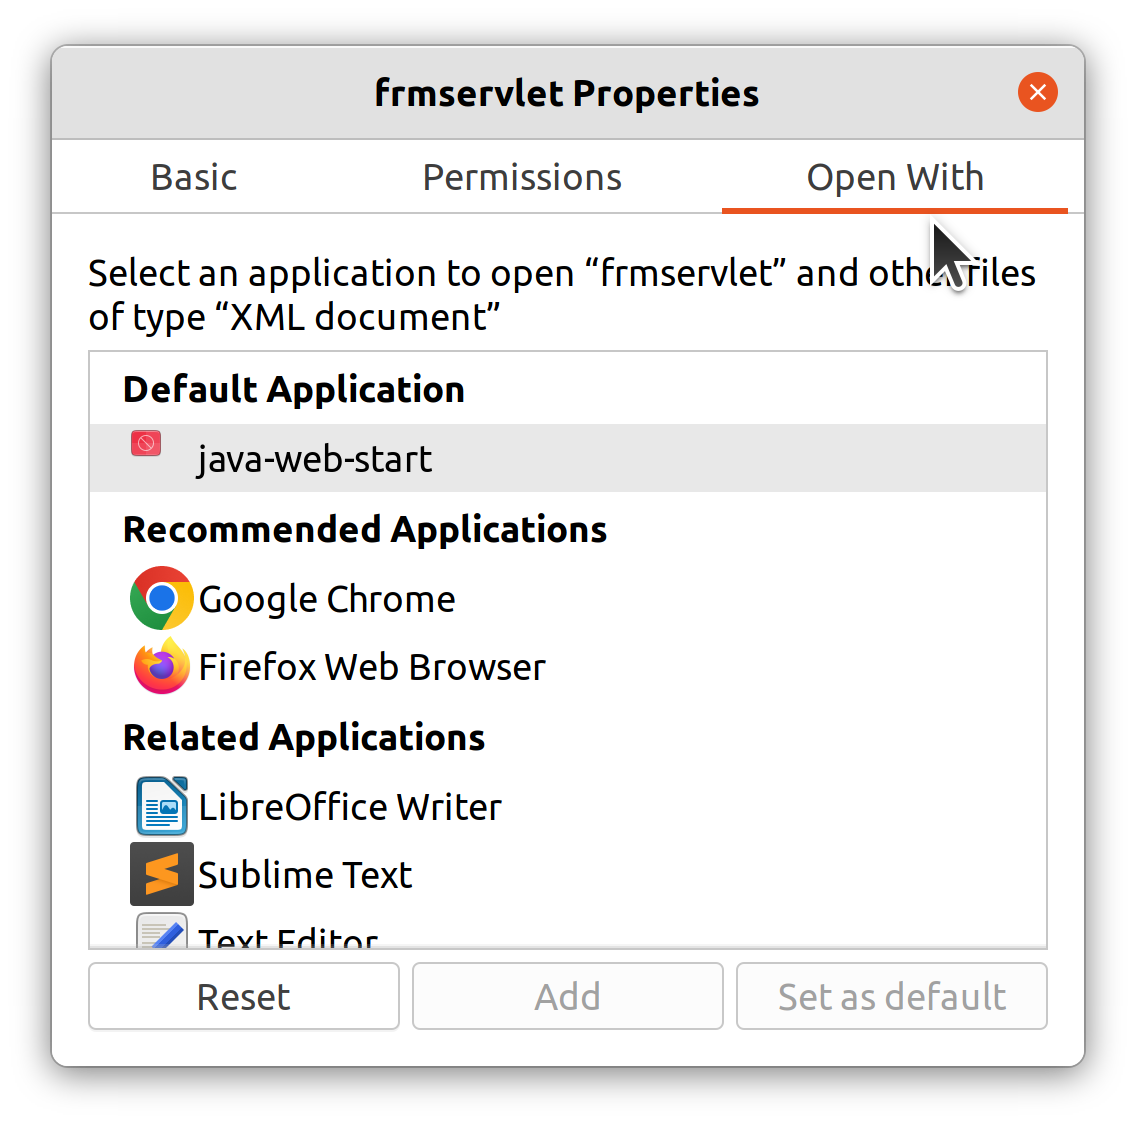 frmservlet Properties
Basic
Permissions
Open With
Select an application to open “frmservlet” and other files
of type “XML document”
Default Application
java-web-start
Recommended Applications
Google Chrome
Firefox Web Browser
Related Applications
LibreOffice Writer
Sublime Text
Text Editor
Reset
Add
Set as default